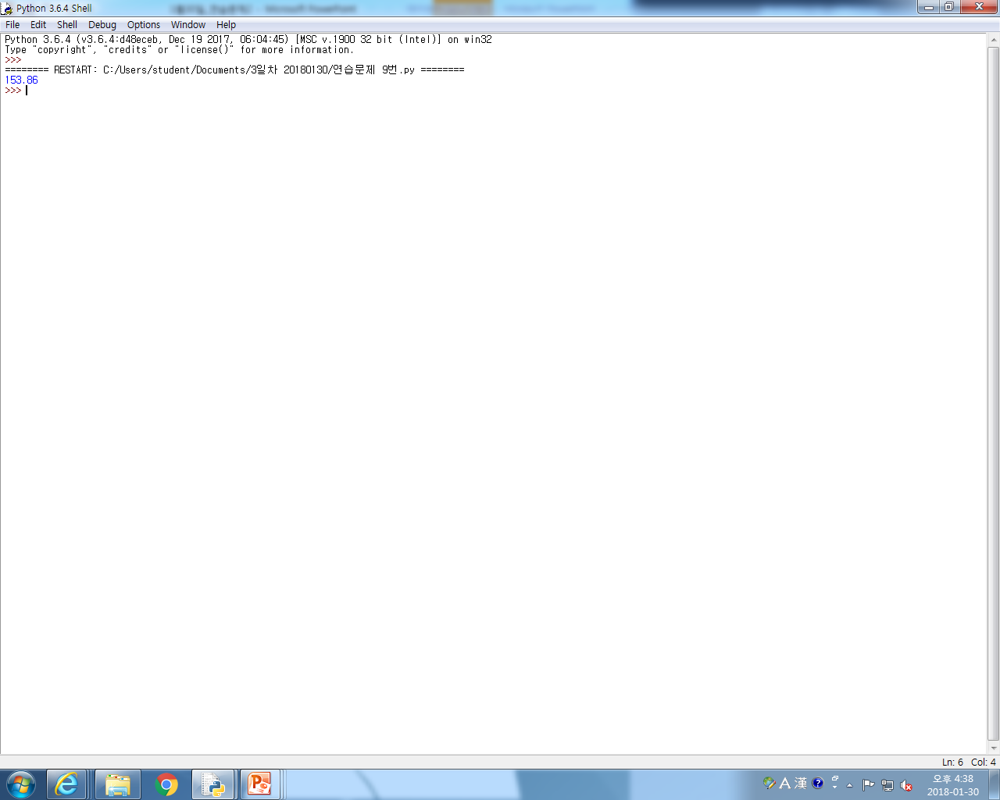 Python 3.6.4 Shell
File Edit Shell Debug Options Window Help
Python 3.6.4 (v3.6.4:d48eceb, Dec 19 2017, 06:04:45) [MSC v.1900 32 bit (Intel)] on win32
Type "copyright", "credits" or "license()" for more information.
>>>
======== RESTART: C:/Users/student/Documents/3일차 20180130/연습문제 9번.py ========
153.86
>>>
Ln: 6 Col: 4
A 漢
오후 4:38
2018-01-30